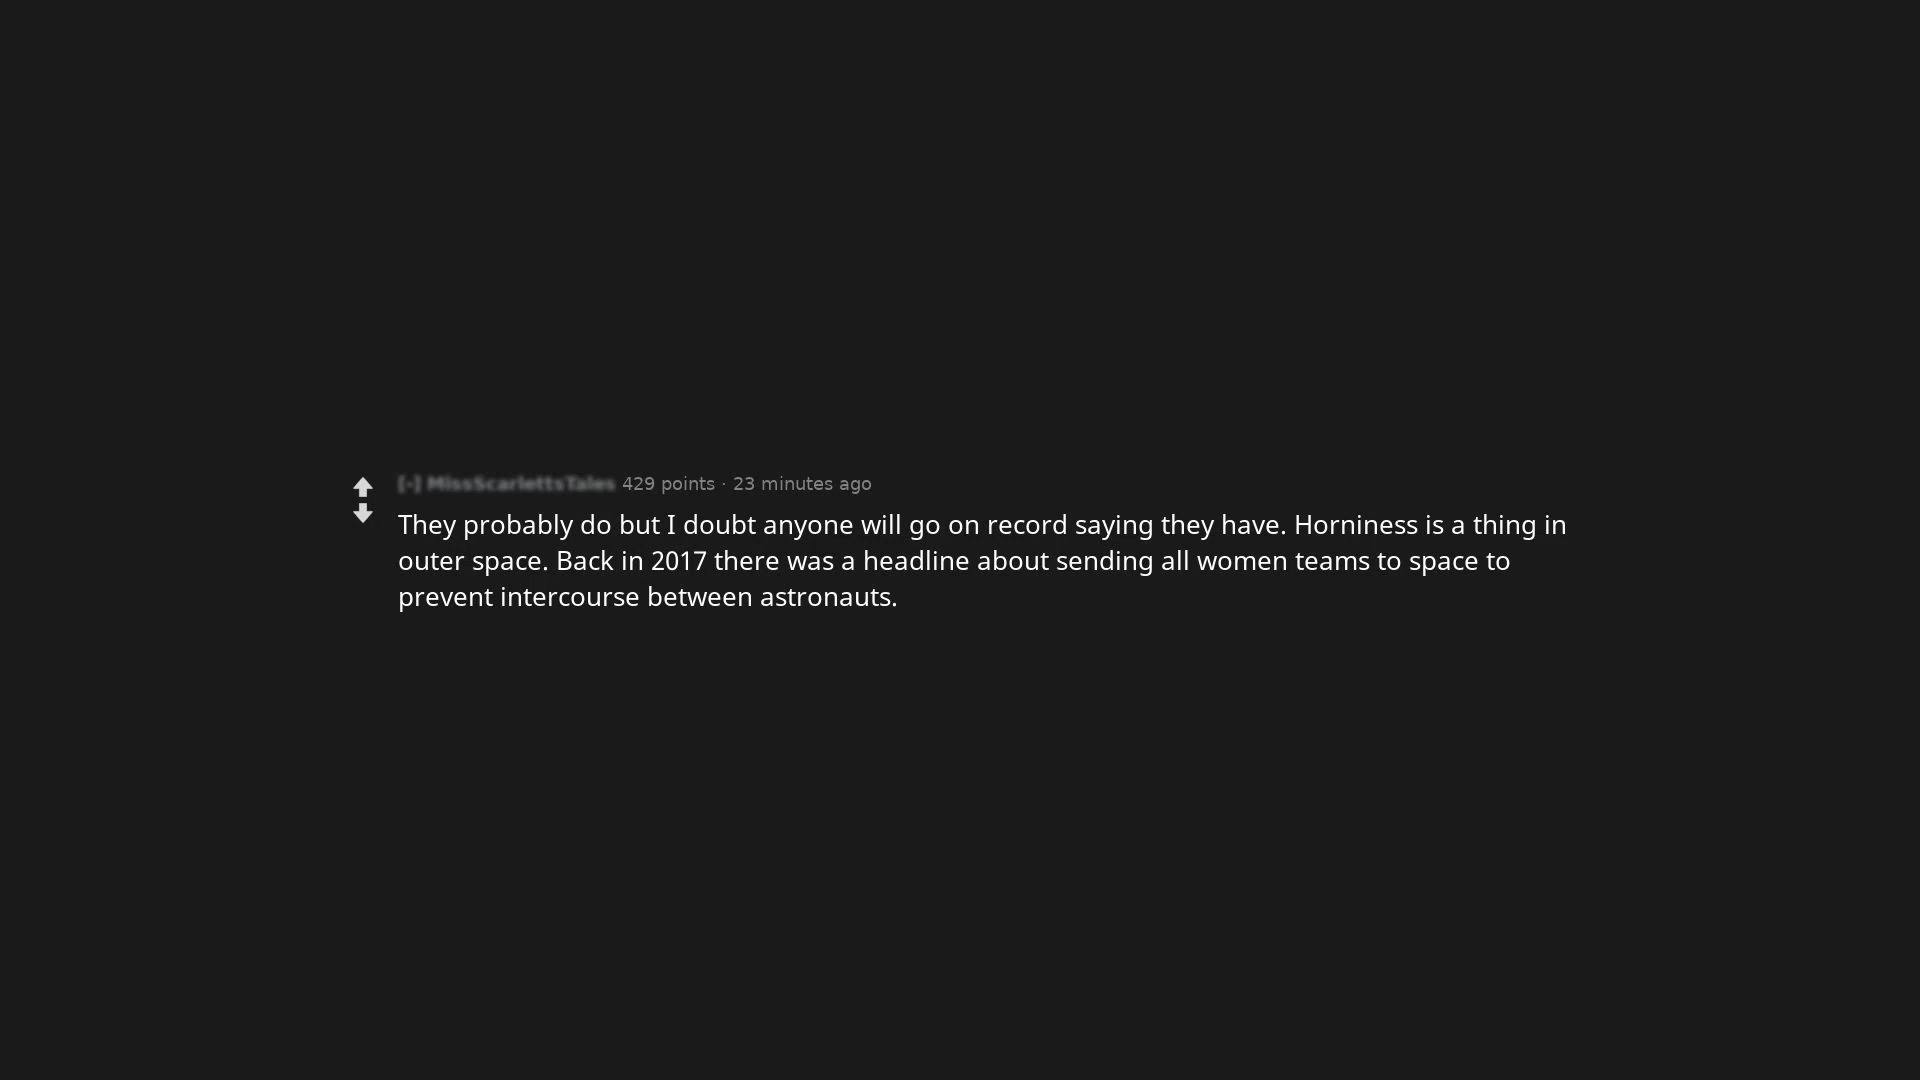 [-] MissScarlettsTales 429 points · 23 minutes ago
They probably do but I doubt anyone will go on record saying they have. Horniness is a thing in
outer space. Back in 2017 there was a headline about sending all women teams to space to
prevent intercourse between astronauts.